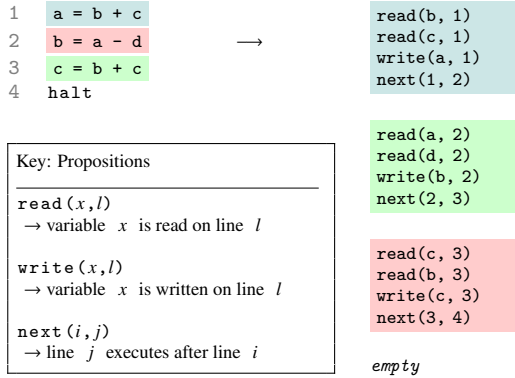 1 a = b + c
2 b = a - d
3 c = b + c
4 halt
→
read(b, 1)
read(c, 1)
write(a, 1)
next(1, 2)
read(a, 2)
read(d, 2)
write(b, 2)
next(2, 3)
read(c, 3)
read(b, 3)
write(c, 3)
next(3, 4)
empty
Key: Propositions
read(x,l)
→ variable x is read on line l
write(x,l)
→ variable x is written on line l
next(i,j)
→ line j executes after line i